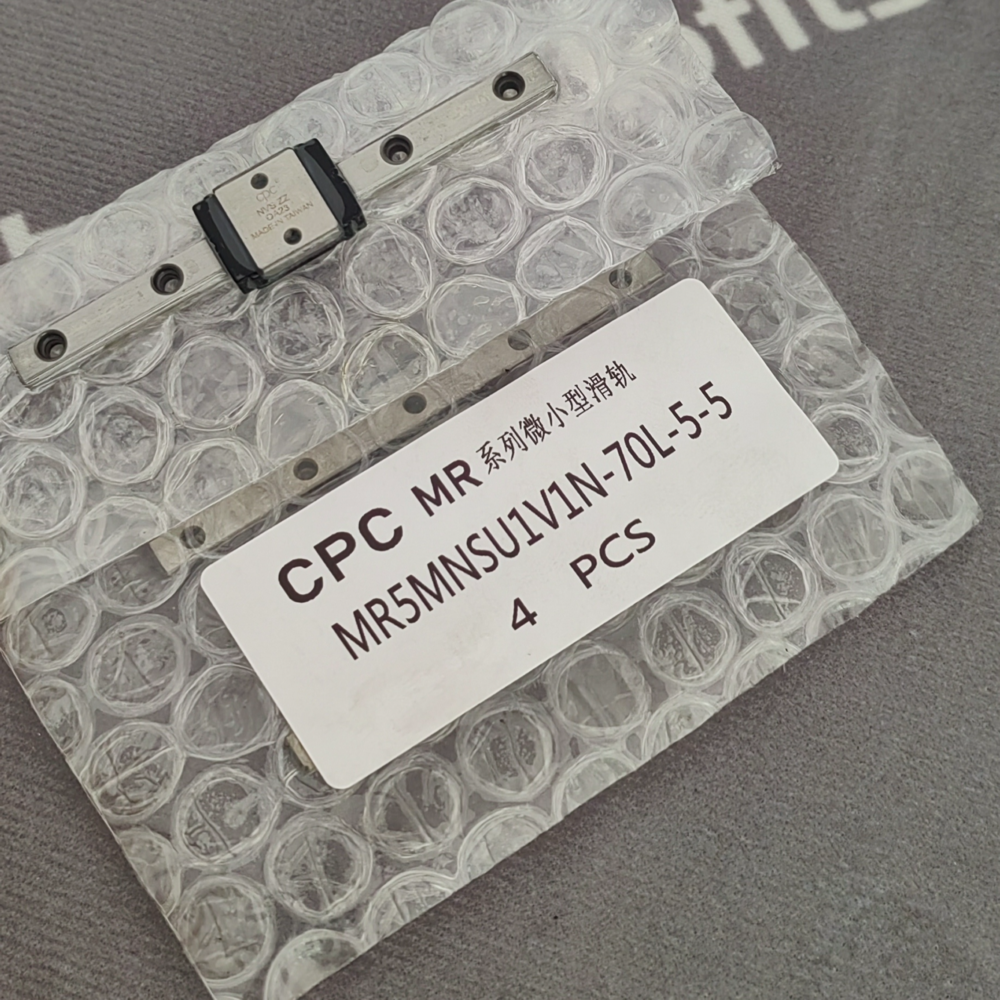 cpc
MADE IN TAIWAN
CPC MR 系列微小型滑轨
MR5MNSU1V1N-70L-5-5
4 PCS